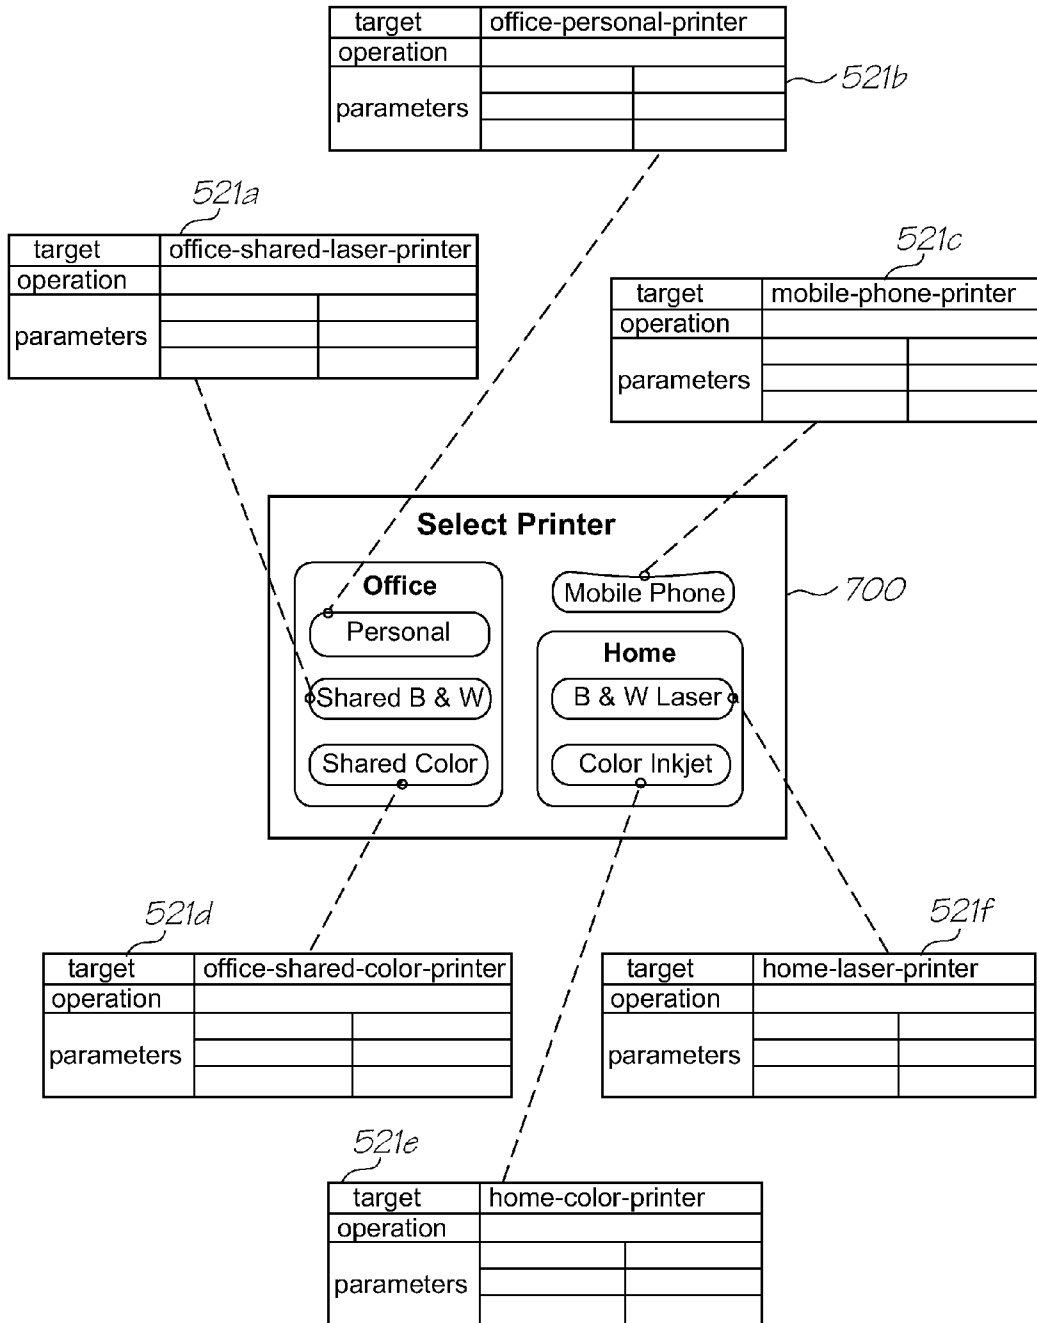 target office-personal-printer
operation
parameters
521b
521a
target office-shared-laser-printer
operation
parameters
521c
target mobile-phone-printer
operation
parameters
Select Printer
Office
Personal
Shared B & W
Shared Color
Mobile Phone
700
Home
B & W Laser
Color Inkjet
521d
target office-shared-color-printer
operation
parameters
521f
target home-laser-printer
operation
parameters
521e
target home-color-printer
operation
parameters